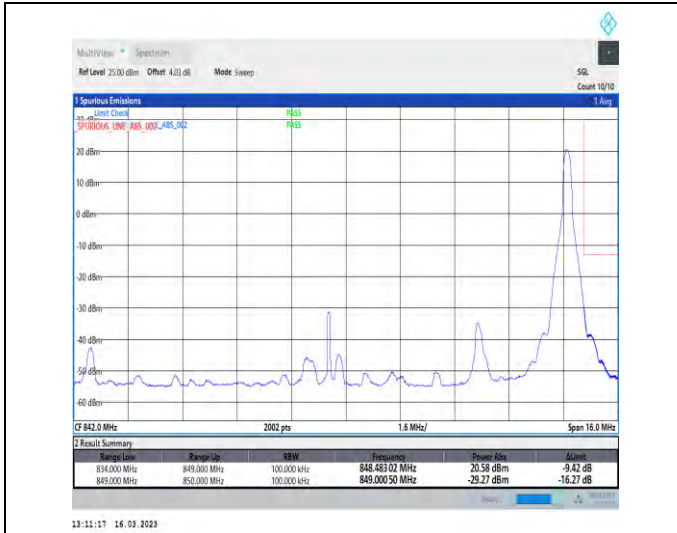 MultiView Spectrum
Ref Level 25.00 dBm Offset 4.03 dB Mode Sweep SGL
Count 10/10
1 Spurious Emissions 1 Avg
Limit Check PASS
SPURIOUS_LINE_ABS_002 PASS
20 dBm
10 dBm
0 dBm
-10 dBm
-20 dBm
-30 dBm
-40 dBm
-50 dBm
-60 dBm
CF 842.0 MHz 2002 pts 1.6 MHz/ Span 16.0 MHz
2 Result Summary
Range Low Range Up RBW Frequency Power Abs ΔLimit
834.000 MHz 849.000 MHz 100.000 kHz 848.48302 MHz 20.58 dBm -9.42 dB
849.000 MHz 850.000 MHz 100.000 kHz 849.00050 MHz -29.27 dBm -16.27 dB
13:11:17 16.03.2023